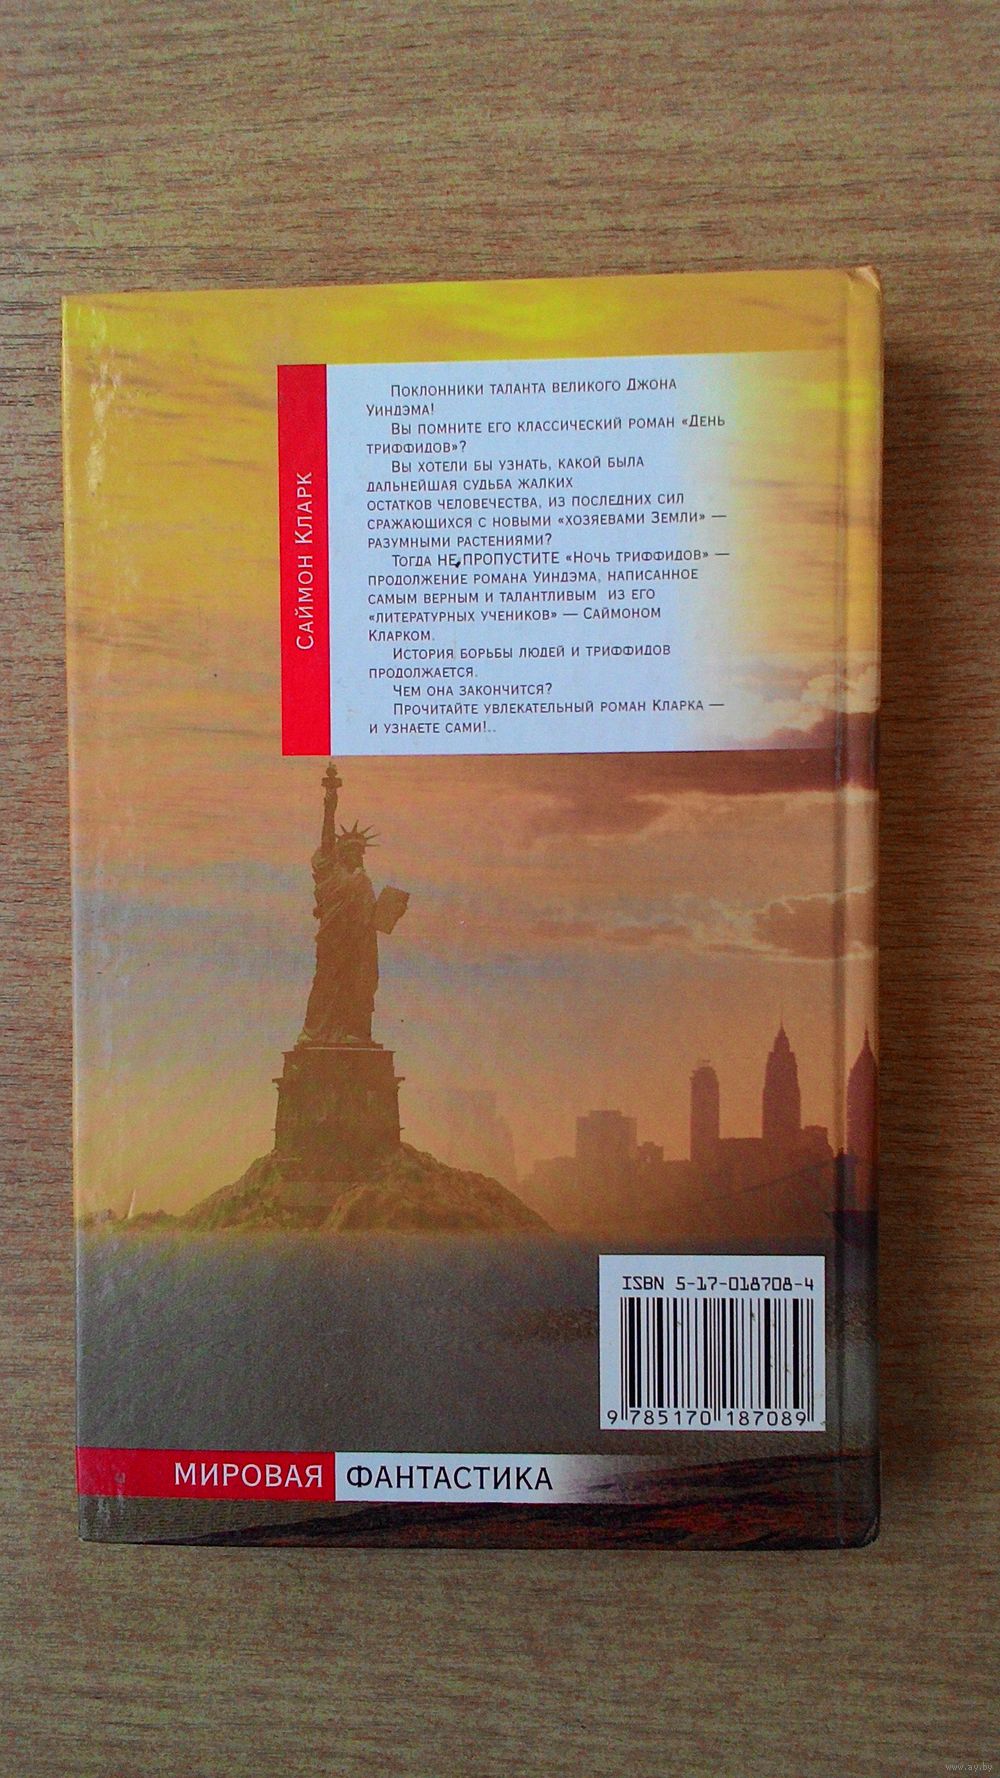 Саймон Кларк
Поклонники таланта великого Джона
Уиндэма!
Вы помните его классический роман «День
триффидов»?
Вы хотели бы узнать, какой была
дальнейшая судьба жалких
остатков человечества, из последних сил
сражающихся с новыми «хозяевами Земли» —
разумными растениями?
Тогда НЕ ПРОПУСТИТЕ «Ночь триффидов» —
продолжение романа Уиндэма, написанное
самым верным и талантливым из его
«литературных учеников» — Саймоном
Кларком.
История борьбы людей и триффидов
продолжается.
Чем она закончится?
Прочитайте увлекательный роман Кларка —
и узнаете сами!..
ISBN 5-17-018708-4
9 785170 187089
МИРОВАЯ ФАНТАСТИКА
www.ay.by